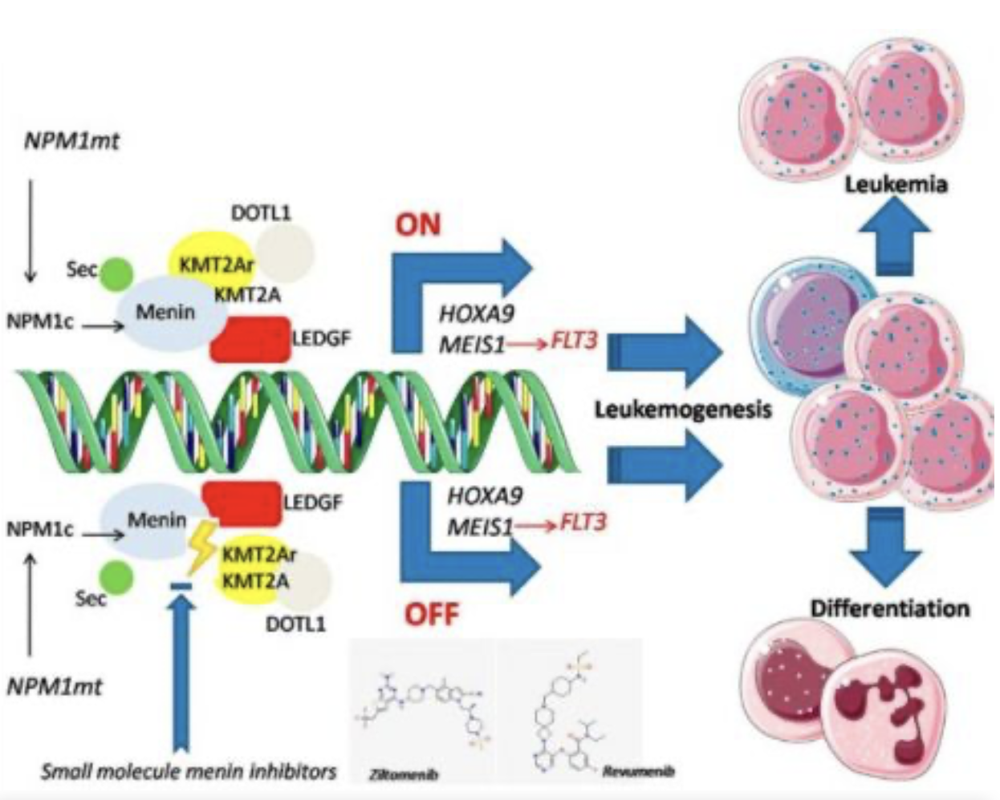 NPM1mt
DOTL1
ON
Sec
KMT2Ar
KMT2A
Menin
NPM1c
LEDGF
HOXA9
MEIS1
FLT3
Leukemia
Leukemogenesis
LEDGF
Menin
NPM1c
KMT2Ar
KMT2A
Sec
DOTL1
HOXA9
MEIS1
FLT3
OFF
Differentiation
NPM1mt
Small molecule menin inhibitors
Ziltomenib
Revumenib